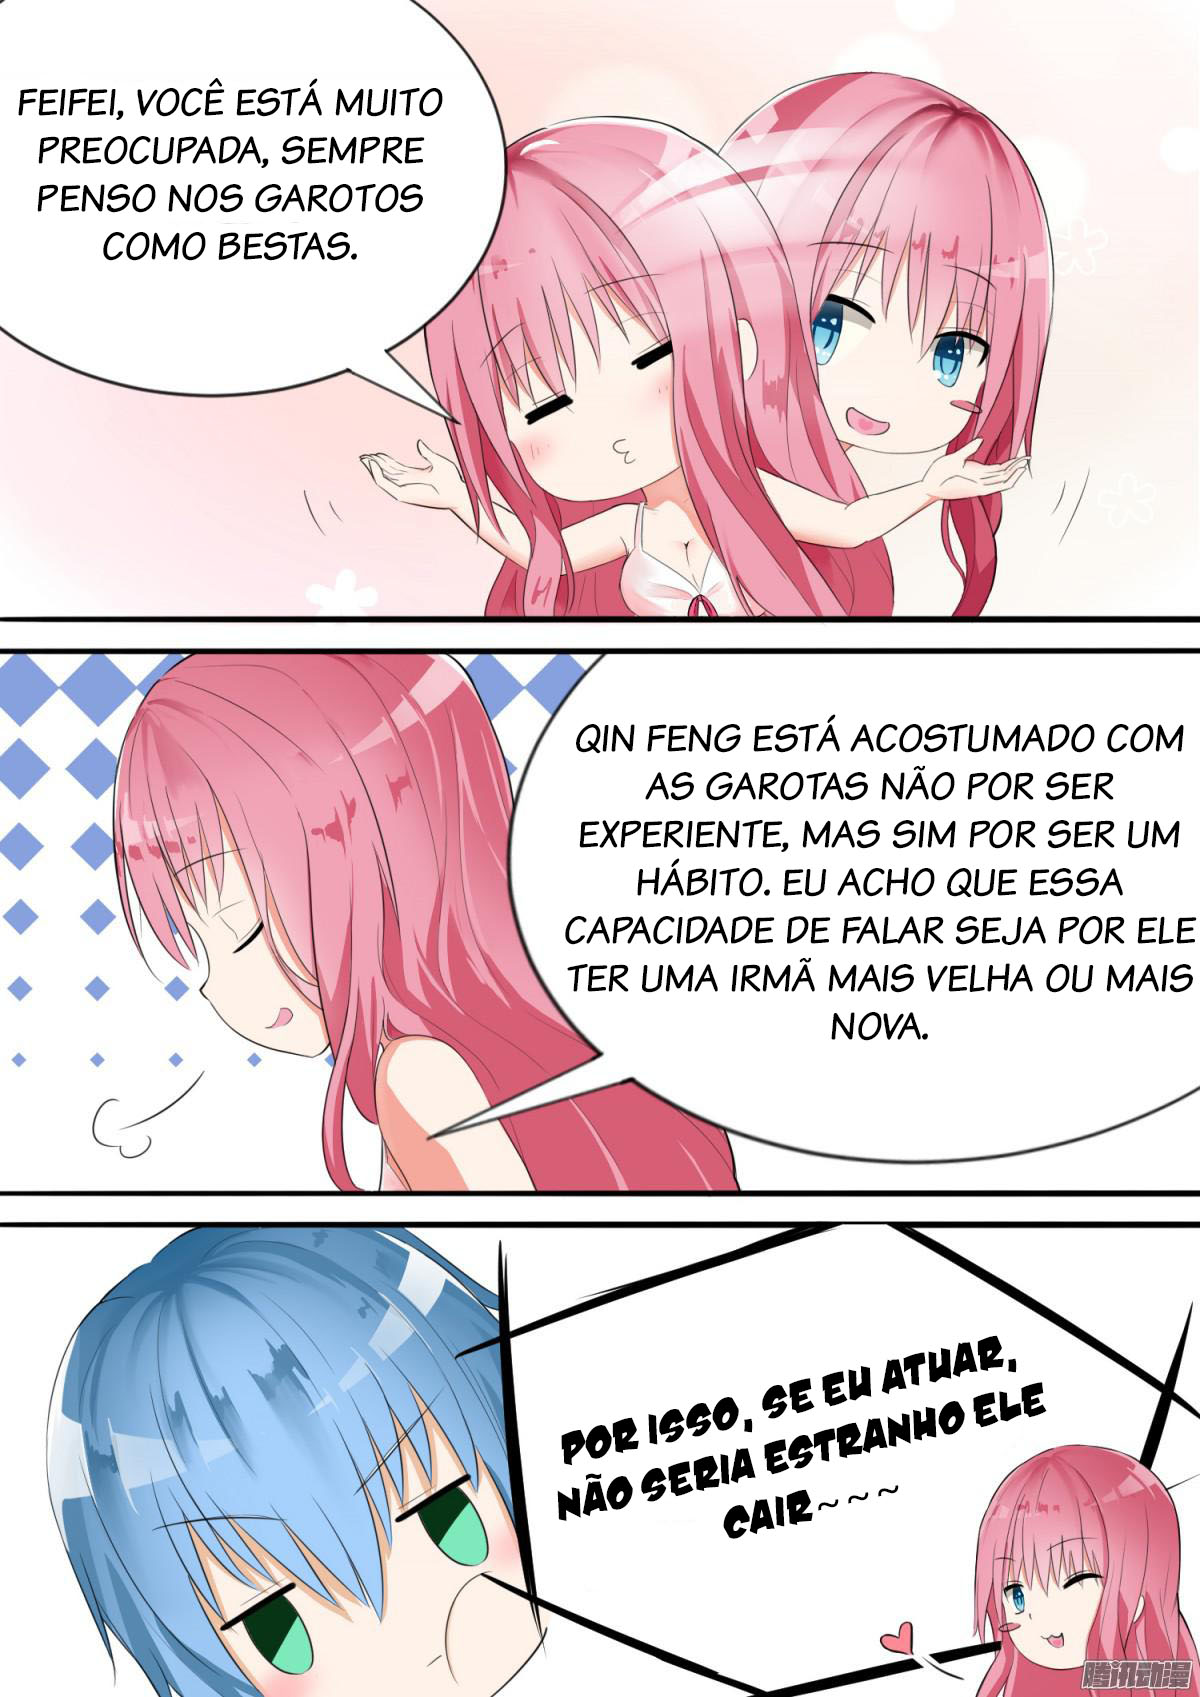 FEIFEI, VOCÊ ESTÁ MUITO
PREOCUPADA, SEMPRE
PENSO NOS GAROTOS
COMO BESTAS.
QIN FENG ESTÁ ACOSTUMADO COM
AS GAROTAS NÃO POR SER
EXPERIENTE, MAS SIM POR SER UM
HÁBITO. EU ACHO QUE ESSA
CAPACIDADE DE FALAR SEJA POR ELE
TER UMA IRMÃ MAIS VELHA OU MAIS
NOVA.
POR ISSO, SE EU ATUAR,
NÃO SERIA ESTRANHO ELE
CAIR~~~
腾讯动漫